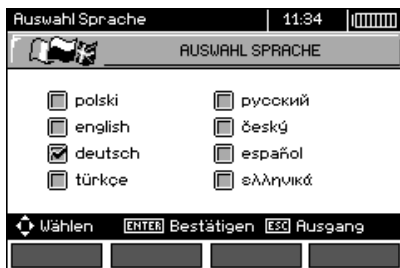 Auswahl Sprache 11:34
AUSWAHL SPRACHE
polski русский
english český
deutsch español
türkçe ελληνικά
Wählen ENTER Bestätigen ESC Ausgang